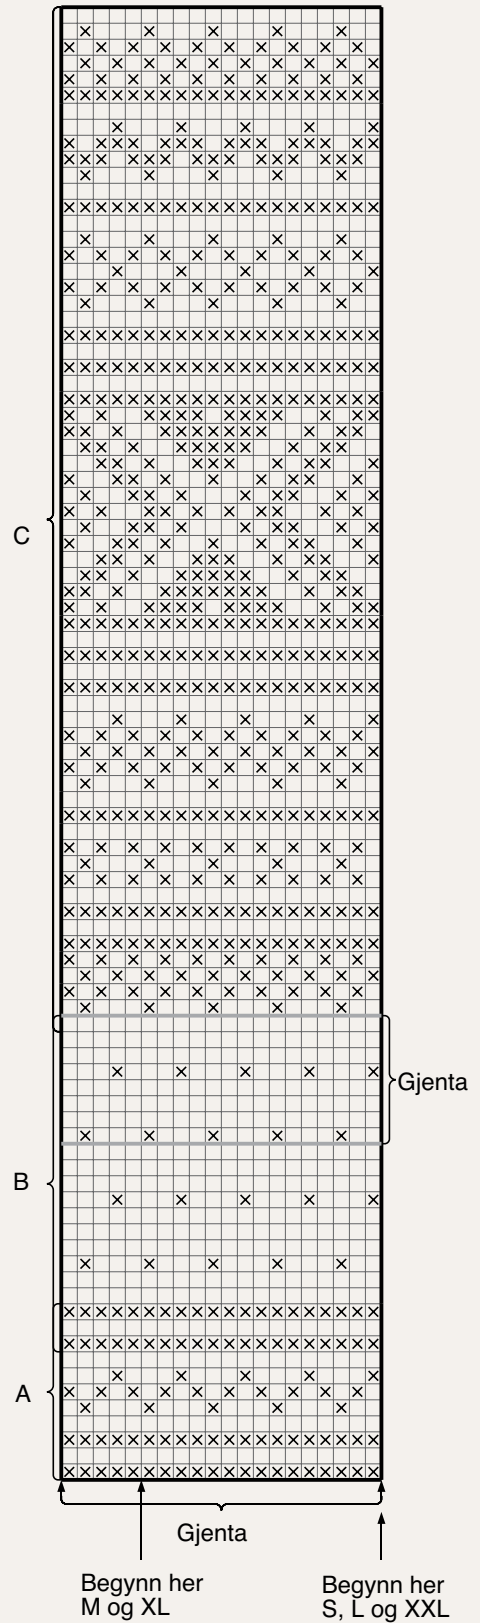 C
Gjenta
B
A
Gjenta
Begynn her
M og XL
Begynn her
S, L og XXL